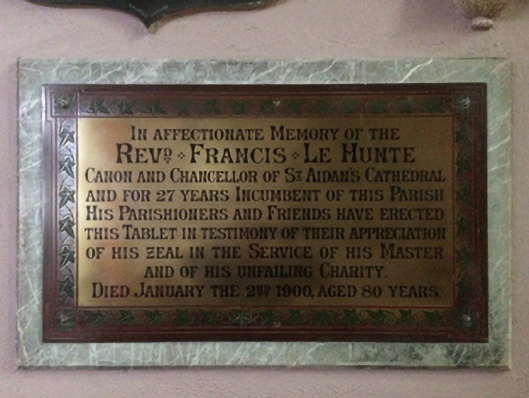 In affectionate Memory of the
Revd Francis Le Hunte
Canon and Chancellor of St Aidan's Cathedral
and for 27 years Incumbent of this Parish
His Parishioners and Friends have erected
this Tablet in testimony of their appreciation
of his zeal in the Service of his Master
and of his unfailing Charity.
Died January the 2nd 1900, aged 80 years.